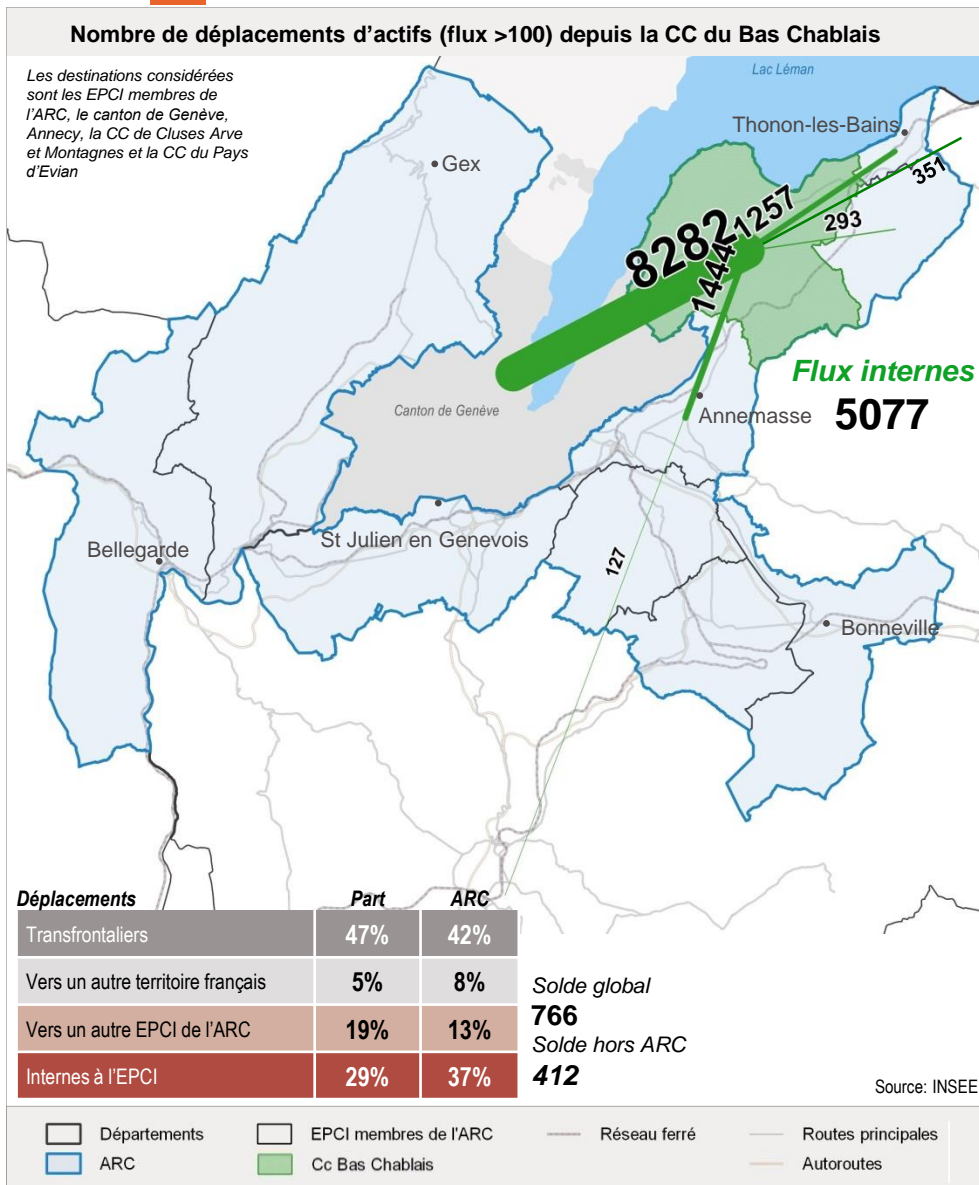 Nombre de déplacements d'actifs (flux >100) depuis la CC du Bas Chablais
Les destinations considérées
sont les EPCI membres de
l'ARC, le canton de Genève,
Annecy, la CC de Cluses Arve
et Montagnes et la CC du Pays
d'Evian
Lac Léman
Thonon-les-Bains
Gex
351
1257
293
8282
1444
Flux internes
5077
Canton de Genève
Annemasse
St Julien en Genevois
Bellegarde
127
Bonneville
Déplacements Part ARC
Transfrontaliers 47% 42%
Vers un autre territoire français 5% 8%
Vers un autre EPCI de l'ARC 19% 13%
Internes à l'EPCI 29% 37%
Solde global
766
Solde hors ARC
412
Source: INSEE
Départements EPCI membres de l'ARC Réseau ferré Routes principales
ARC Cc Bas Chablais Autoroutes